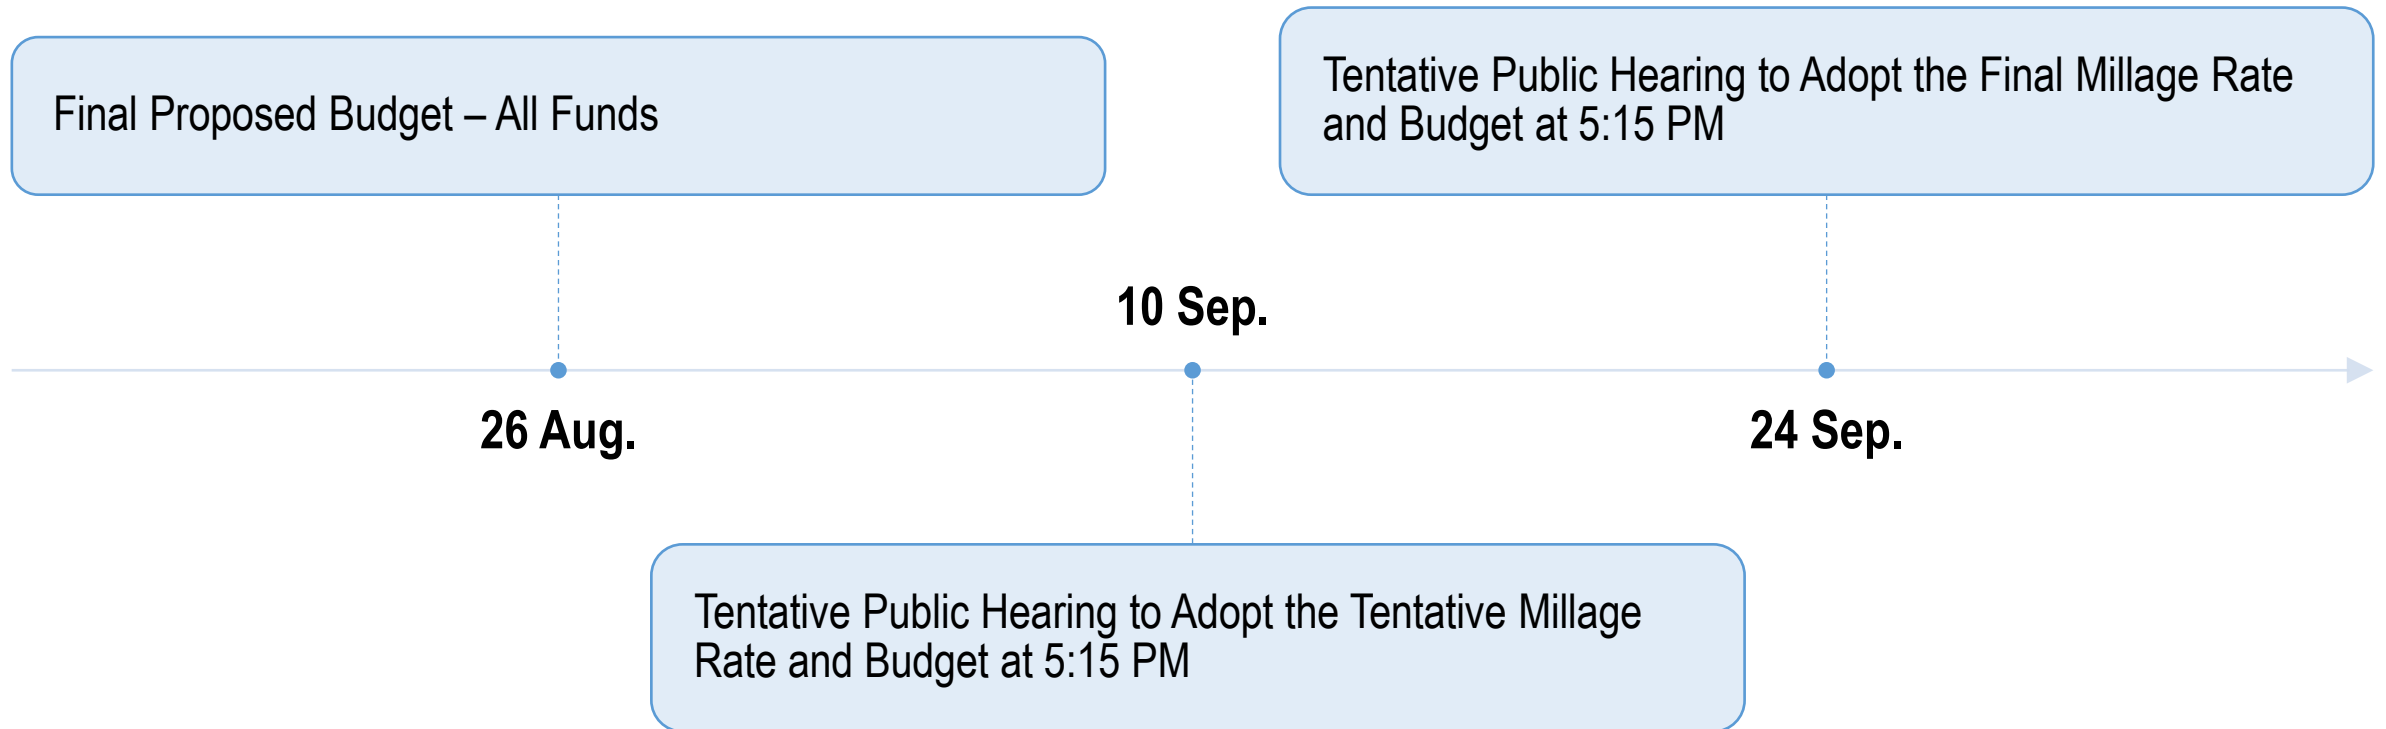 Final Proposed Budget – All Funds
26 Aug.
10 Sep.
Tentative Public Hearing to Adopt the Tentative Millage
Rate and Budget at 5:15 PM
Tentative Public Hearing to Adopt the Final Millage Rate
and Budget at 5:15 PM
24 Sep.